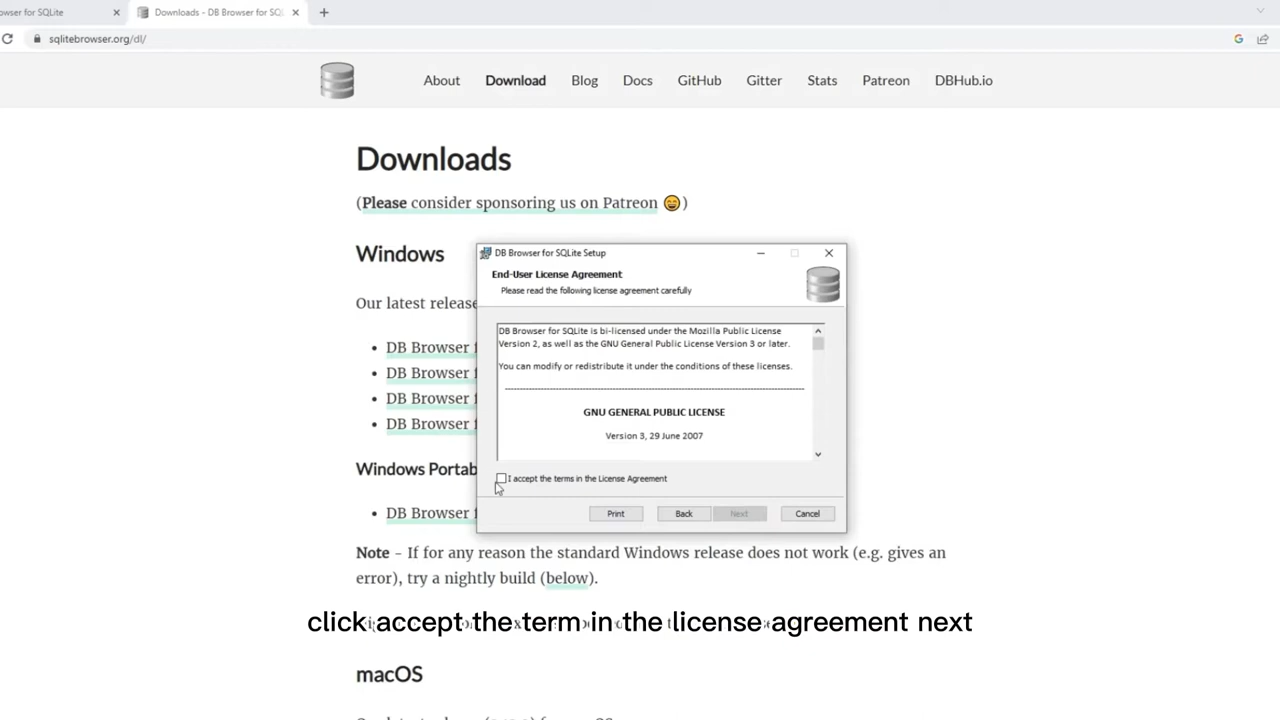 owser for SQLite
Downloads - DB Browser for SQ
sqlitebrowser.org/dl/
About Download Blog Docs GitHub Gitter Stats Patreon DBHub.io
Downloads
(Please consider sponsoring us on Patreon 😄)
Windows
Our latest release
DB Browser f
DB Browser f
DB Browser f
DB Browser f
Windows Portab
DB Browser f
Note - If for any reason the standard Windows release does not work (e.g. gives an
error), try a nightly build (below).
macOS
DB Browser for SQLite Setup
End-User License Agreement
Please read the following license agreement carefully
DB Browser for SQLite is bi-licensed under the Mozilla Public License
Version 2, as well as the GNU General Public License Version 3 or later.
You can modify or redistribute it under the conditions of these licenses.
GNU GENERAL PUBLIC LICENSE
Version 3, 29 June 2007
I accept the terms in the License Agreement
Print Back Next Cancel
click accept the term in the license agreement next